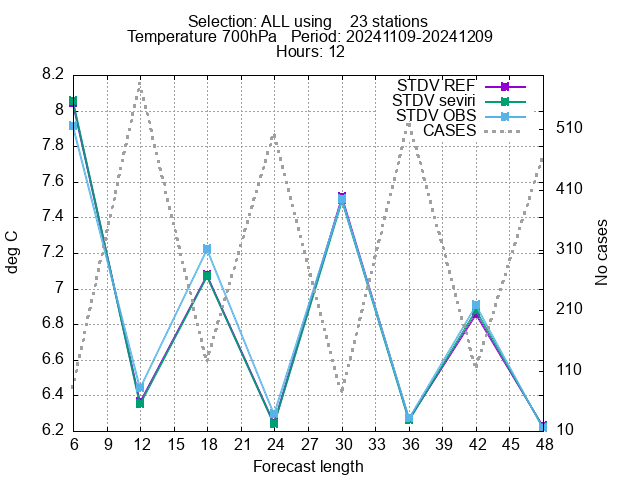 Selection: ALL using    23 stations
Temperature 700hPa   Period: 20241109-20241209
Hours: 12
STDV REF
STDV seviri
STDV OBS
CASES
8.2
8
7.8
7.6
7.4
7.2
7
6.8
6.6
6.4
6.2
deg C
510
410
310
210
110
10
No cases
6 9 12 15 18 21 24 27 30 33 36 39 42 45 48
Forecast length